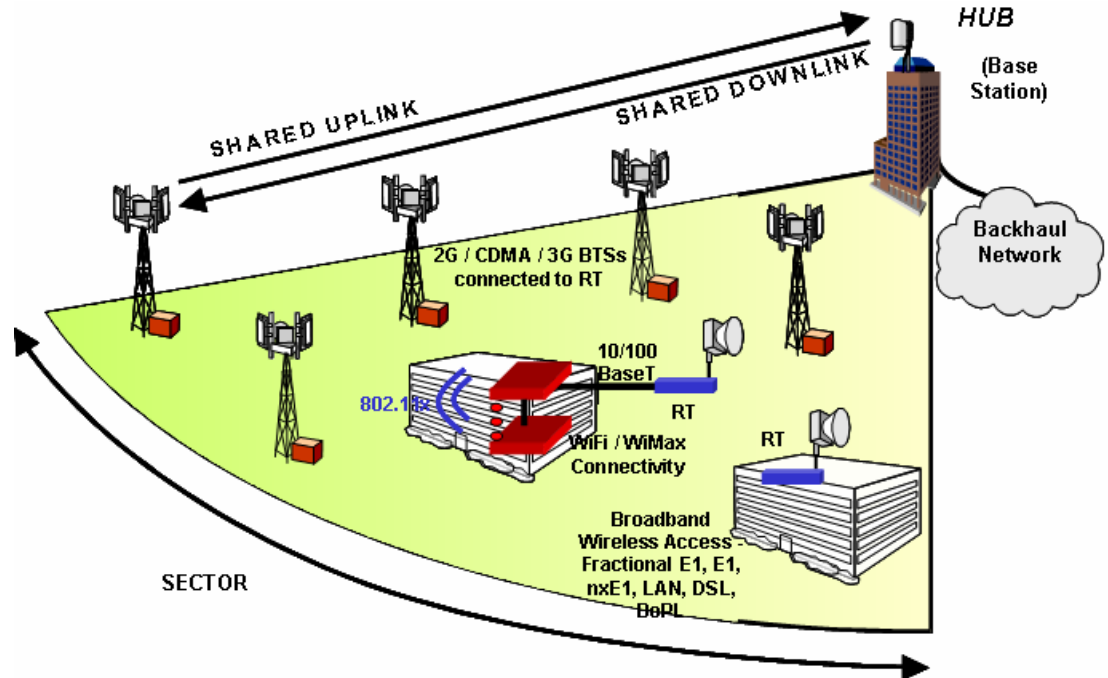 HUB
(Base
Station)
SHARED UPLINK
SHARED DOWNLINK
Backhaul
Network
2G / CDMA / 3G BTSs
connected to RT
10/100
BaseT
RT
802.11x
WiFi / WiMax
Connectivity
RT
Broadband
Wireless Access -
Fractional E1, E1,
nxE1, LAN, DSL,
DoPL
SECTOR